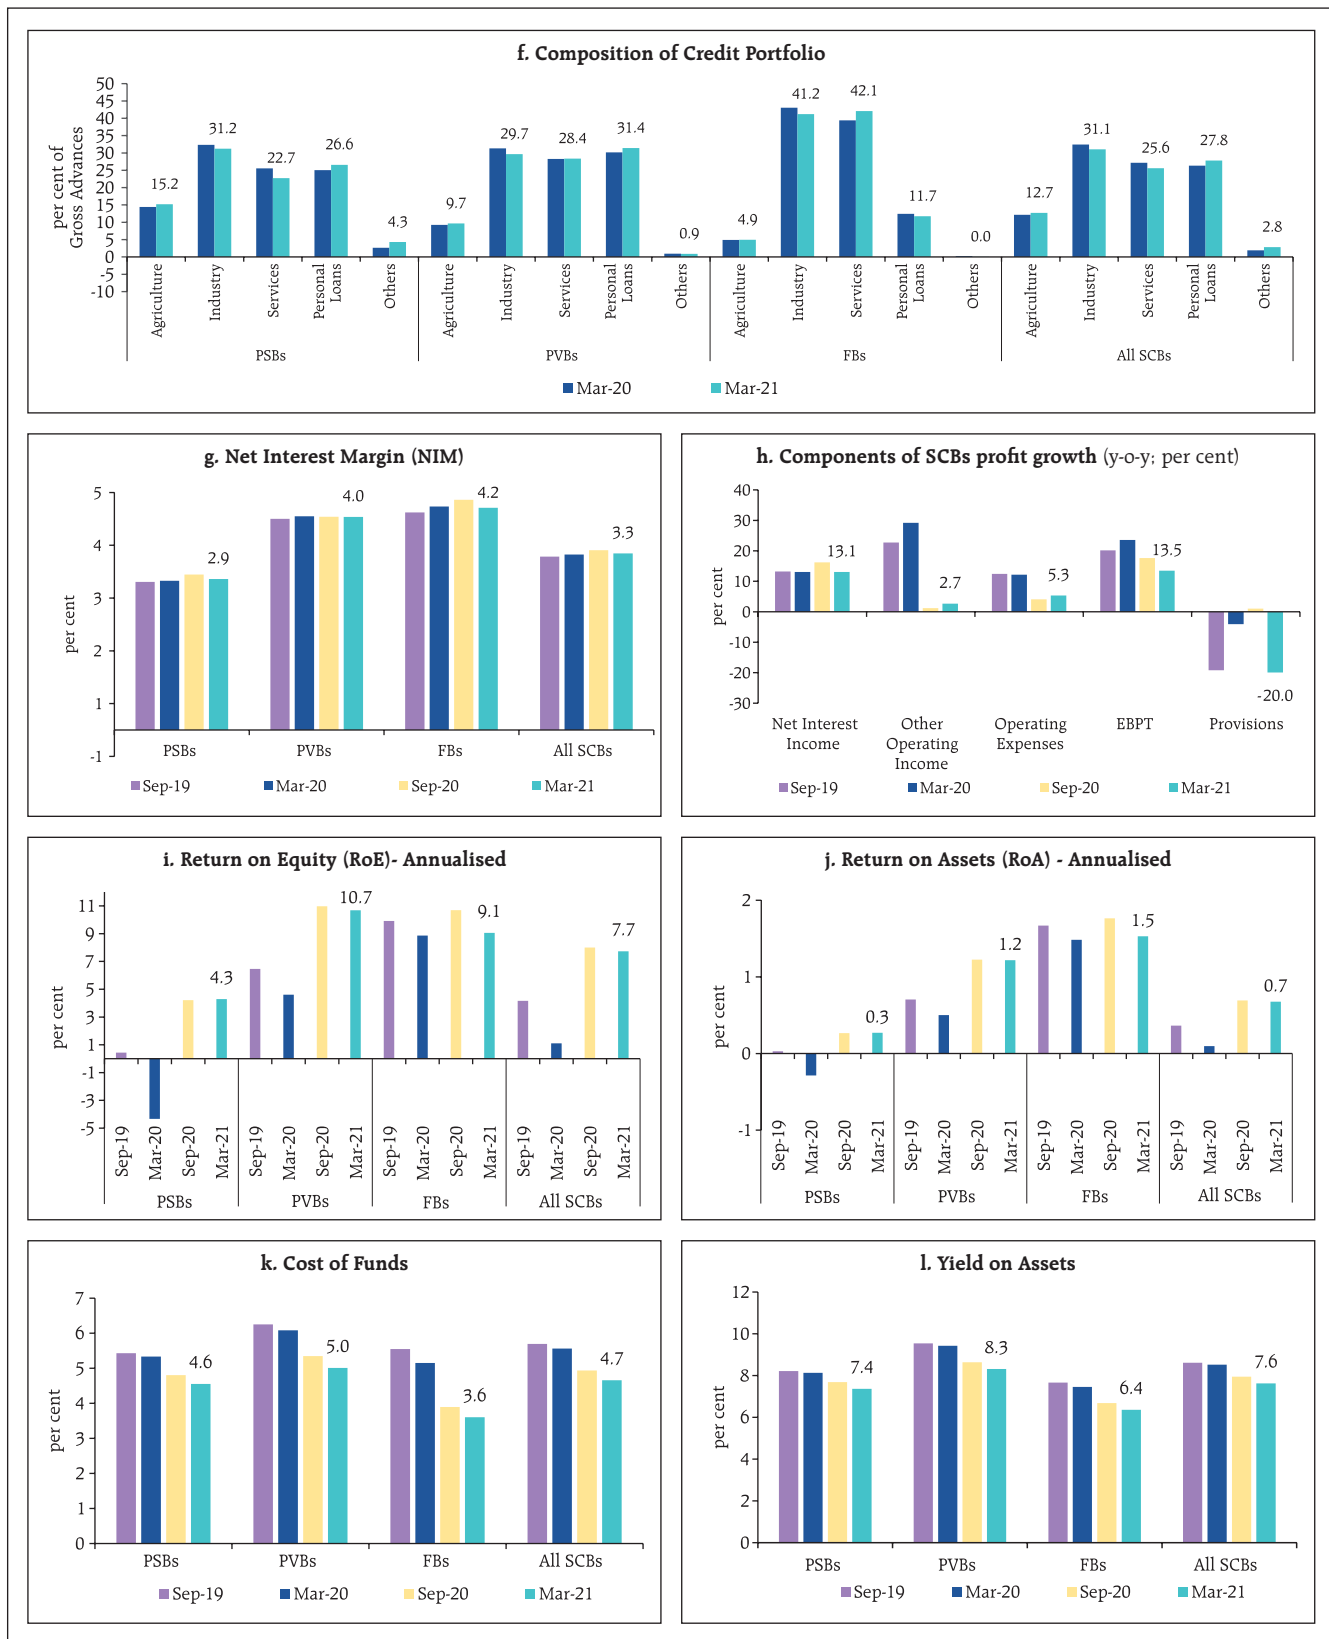 f. Composition of Credit Portfolio
per cent of
Gross Advances
50
45
40
35
30
25
20
15
10
5
0
-5
-10
15.2
31.2
22.7
26.6
4.3
9.7
29.7
28.4
31.4
0.9
4.9
41.2
42.1
11.7
0.0
12.7
31.1
25.6
27.8
2.8
Agriculture
Industry
Services
Personal
Loans
Others
Agriculture
Industry
Services
Personal
Loans
Others
Agriculture
Industry
Services
Personal
Loans
Others
Agriculture
Industry
Services
Personal
Loans
Others
PSBs PVBs FBs All SCBs
Mar-20 Mar-21
g. Net Interest Margin (NIM)
per cent
5
4
3
2
1
-1
2.9
4.0
4.2
3.3
PSBs PVBs FBs All SCBs
Sep-19 Mar-20 Sep-20 Mar-21
h. Components of SCBs profit growth (y-o-y; per cent)
per cent
40
30
20
10
0
-10
-20
-30
13.1
2.7
5.3
13.5
-20.0
Net Interest
Income
Other
Operating
Income
Operating
Expenses
EBPT
Provisions
Sep-19 Mar-20 Sep-20 Mar-21
i. Return on Equity (RoE)- Annualised
per cent
11
9
7
5
3
1
-1
-3
-5
4.3
10.7
9.1
7.7
Sep-19
Mar-20
Sep-20
Mar-21
Sep-19
Mar-20
Sep-20
Mar-21
Sep-19
Mar-20
Sep-20
Mar-21
Sep-19
Mar-20
Sep-20
Mar-21
PSBs PVBs FBs All SCBs
j. Return on Assets (RoA) - Annualised
per cent
2
1
0
-1
0.3
1.2
1.5
0.7
Sep-19
Mar-20
Sep-20
Mar-21
Sep-19
Mar-20
Sep-20
Mar-21
Sep-19
Mar-20
Sep-20
Mar-21
Sep-19
Mar-20
Sep-20
Mar-21
PSBs PVBs FBs All SCBs
k. Cost of Funds
per cent
7
6
5
4
3
2
1
0
4.6
5.0
3.6
4.7
PSBs PVBs FBs All SCBs
Sep-19 Mar-20 Sep-20 Mar-21
l. Yield on Assets
per cent
12
10
8
6
4
2
0
7.4
8.3
6.4
7.6
PSBs PVBs FBs All SCBs
Sep-19 Mar-20 Sep-20 Mar-21